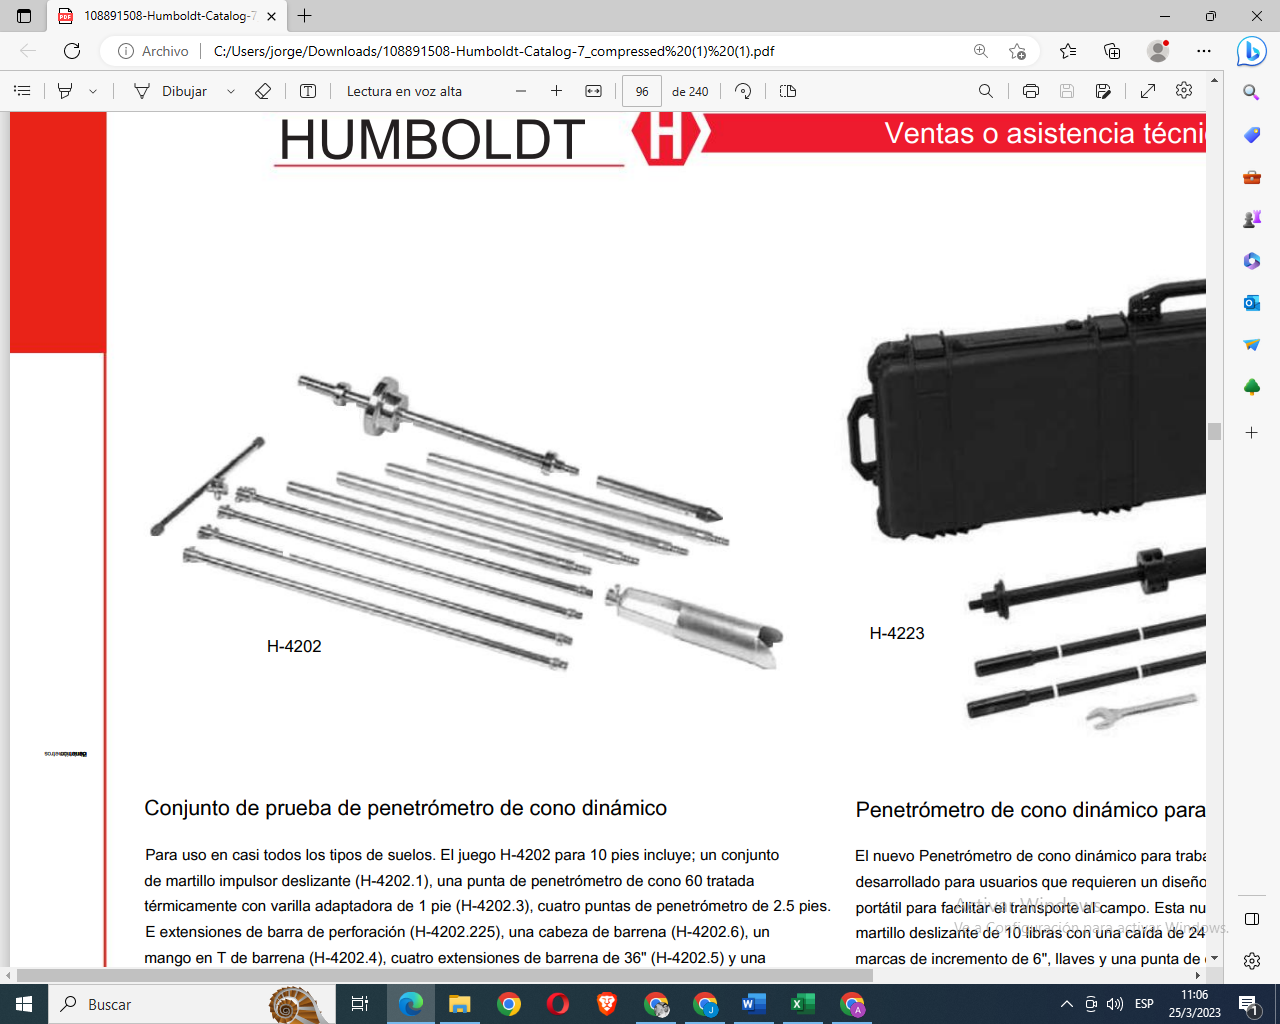 108891508-Humboldt-Catalog-7
Archivo
C:/Users/jorge/Downloads/108891508-Humboldt-Catalog-7_compressed%20(1)%20(1).pdf
Dibujar
Lectura en voz alta
96
de 240
HUMBOLDT
H
Ventas o asistencia técni
H-4202
H-4223
Conjunto de prueba de penetrómetro de cono dinámico
Para uso en casi todos los tipos de suelos. El juego H-4202 para 10 pies incluye; un conjunto
de martillo impulsor deslizante (H-4202.1), una punta de penetrómetro de cono 60 tratada
térmicamente con varilla adaptadora de 1 pie (H-4202.3), cuatro puntas de penetrómetro de 2.5 pies.
E extensiones de barra de perforación (H-4202.225), una cabeza de barrena (H-4202.6), un
mango en T de barrena (H-4202.4), cuatro extensiones de barrena de 36" (H-4202.5) y una
Penetrómetro de cono dinámico para
El nuevo Penetrómetro de cono dinámico para traba
desarrollado para usuarios que requieren un diseño
portátil para facilitar el transporte al campo. Esta nu
martillo deslizante de 10 libras con una caída de 24
marcas de incremento de 6", llaves y una punta de
Activar Windows
Ve a Configuración para activar Windows.
Buscar
ESP
11:06
25/3/2023
1